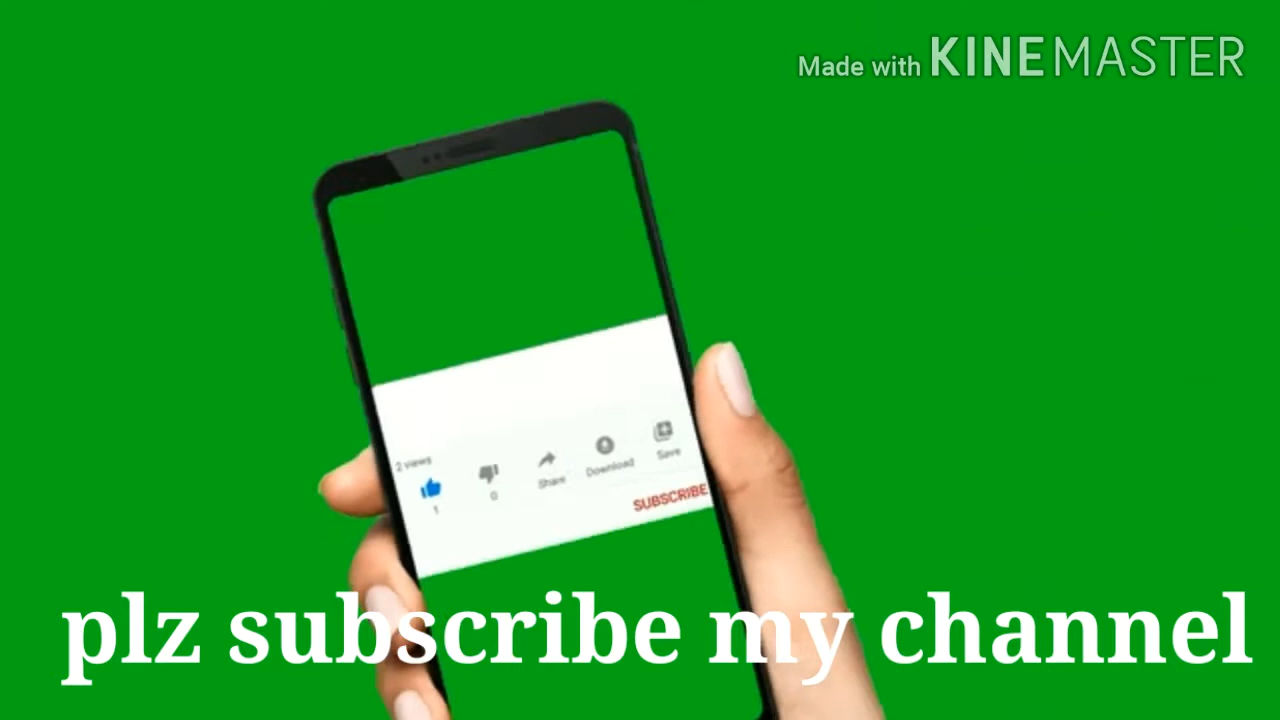 Made with KINEMASTER
2 views
1
0
Share
Download
Save
SUBSCRIBE
plz subscribe my channel